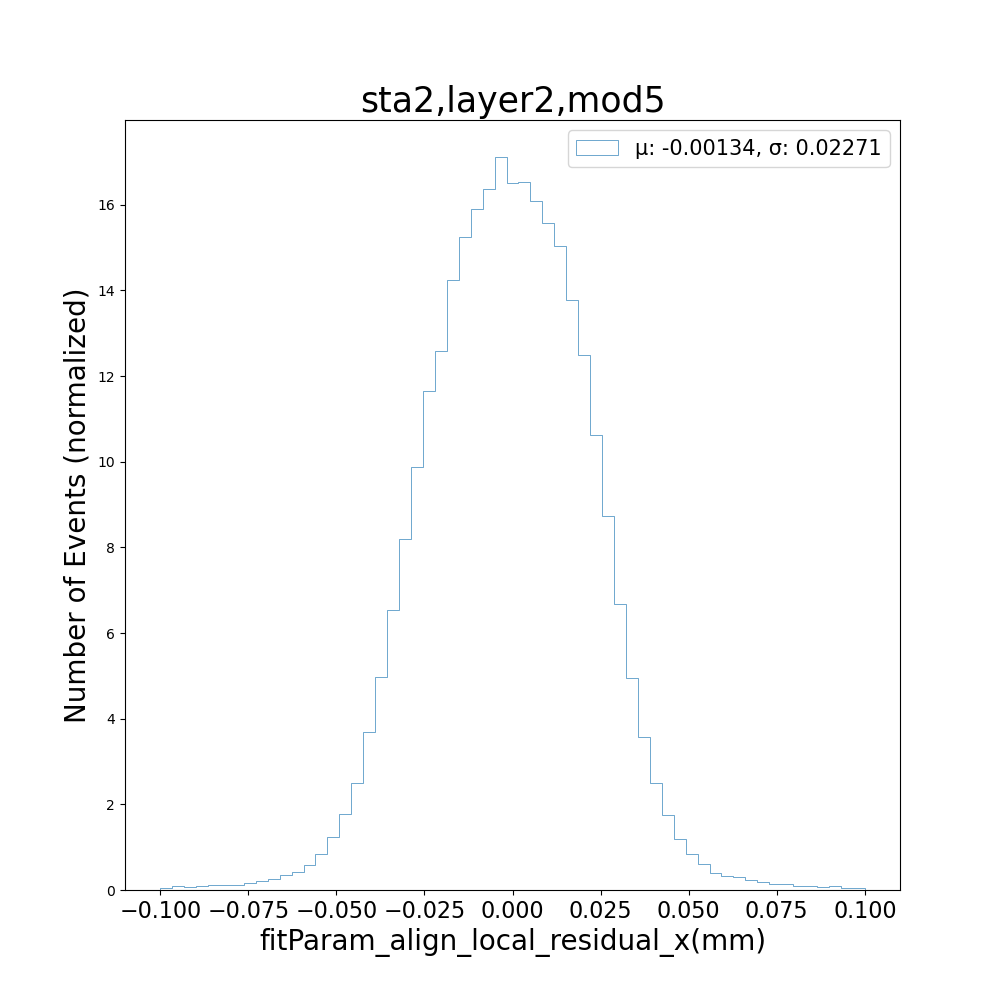 sta2,layer2,mod5
μ: -0.00134, σ: 0.02271
Number of Events (normalized)
16
14
12
10
8
6
4
2
0
−0.100 −0.075 −0.050 −0.025 0.000 0.025 0.050 0.075 0.100
fitParam_align_local_residual_x(mm)